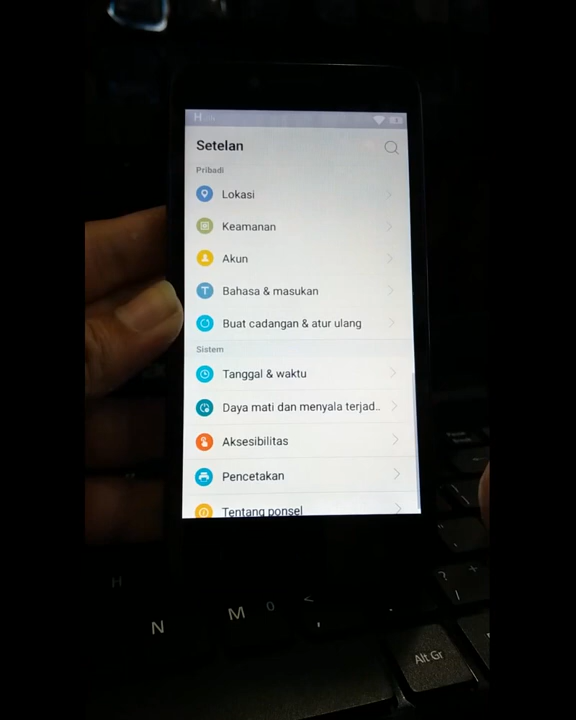 H
Setelan
Pribadi
Lokasi
Keamanan
Akun
Bahasa & masukan
Buat cadangan & atur ulang
Sistem
Tanggal & waktu
Daya mati dan menyala terjad..
Aksesibilitas
Pencetakan
Tentang ponsel
H
N
M
0
<
?
+
Alt Gr